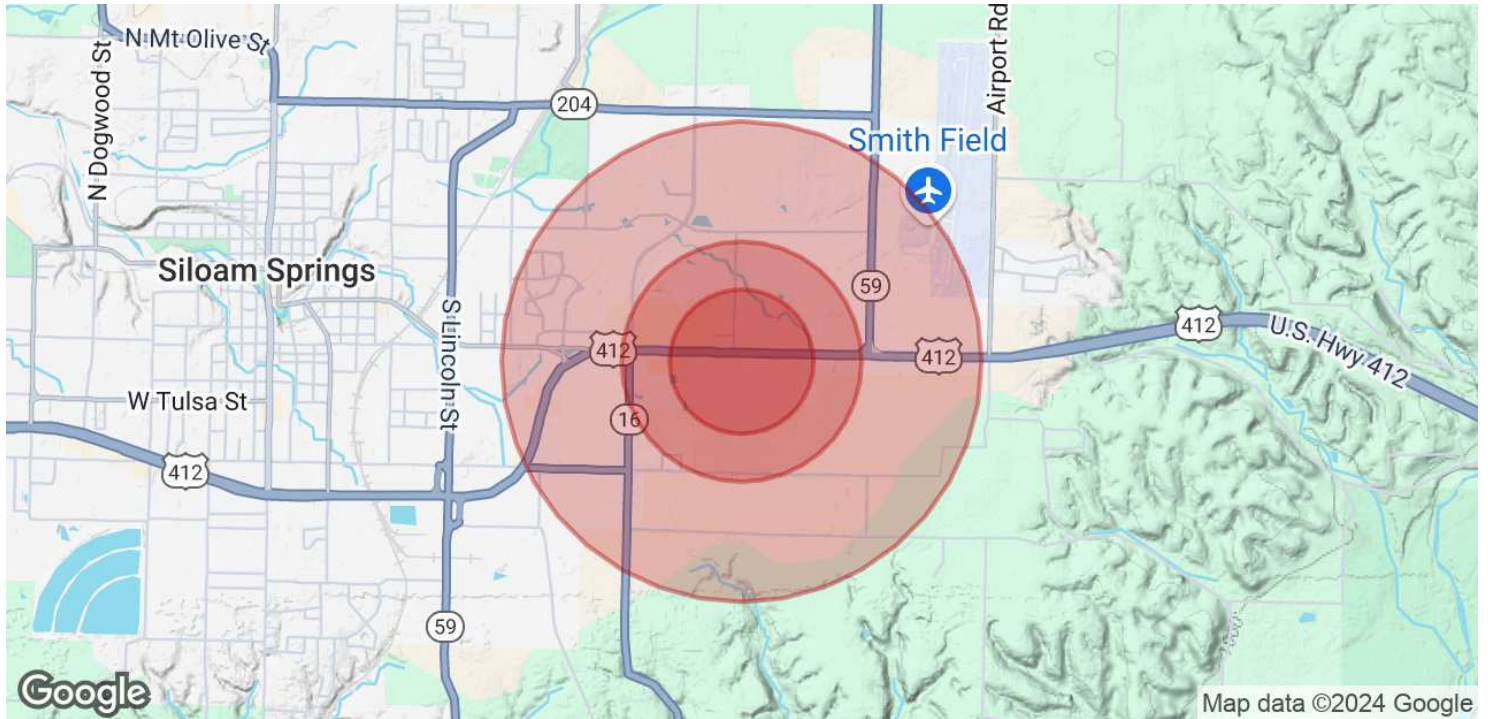 N Mt Olive St
N Dogwood St
204
Airport Rd
Smith Field
Siloam Springs
59
S Lincoln St
412
412
412
U.S. Hwy 412
W Tulsa St
16
412
59
Google
Map data ©2024 Google